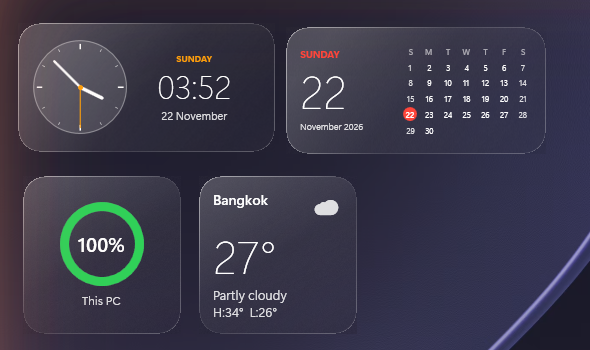 SUNDAY
03:52
22 November
SUNDAY
22
November 2026
S M T W T F S
1 2 3 4 5 6 7
8 9 10 11 12 13 14
15 16 17 18 19 20 21
22 23 24 25 26 27 28
29 30
100%
This PC
Bangkok
27°
Partly cloudy
H:34° L:26°